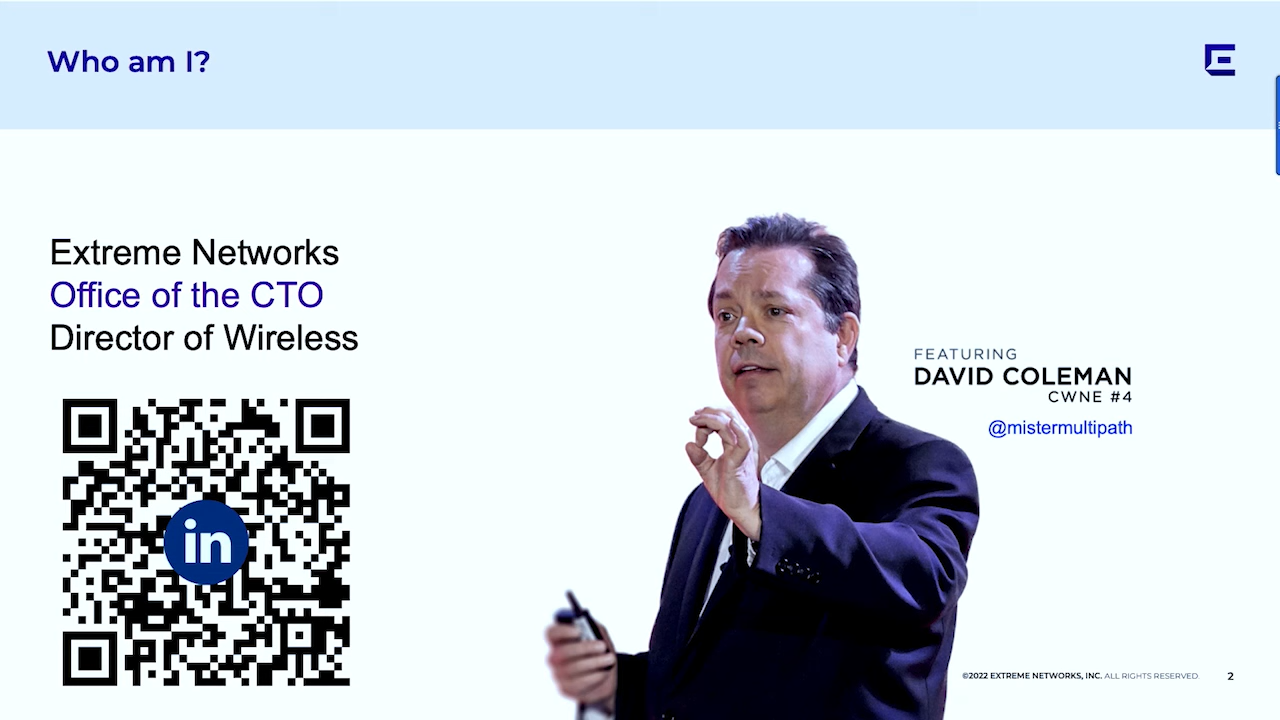 Who am I?
Extreme Networks
Office of the CTO
Director of Wireless
in
FEATURING
DAVID COLEMAN
CWNE #4
@mistermultipath
©2022 EXTREME NETWORKS, INC. ALL RIGHTS RESERVED.
2